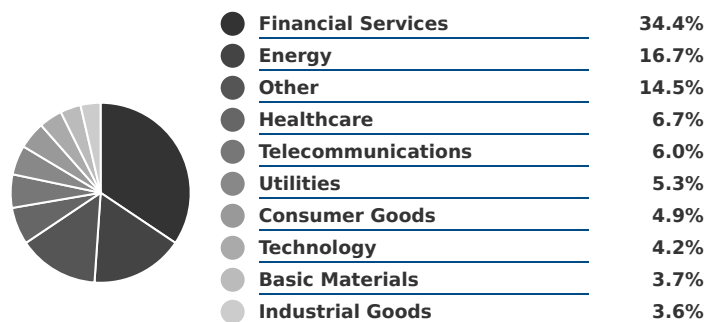 Financial Services 34.4%
Energy 16.7%
Other 14.5%
Healthcare 6.7%
Telecommunications 6.0%
Utilities 5.3%
Consumer Goods 4.9%
Technology 4.2%
Basic Materials 3.7%
Industrial Goods 3.6%